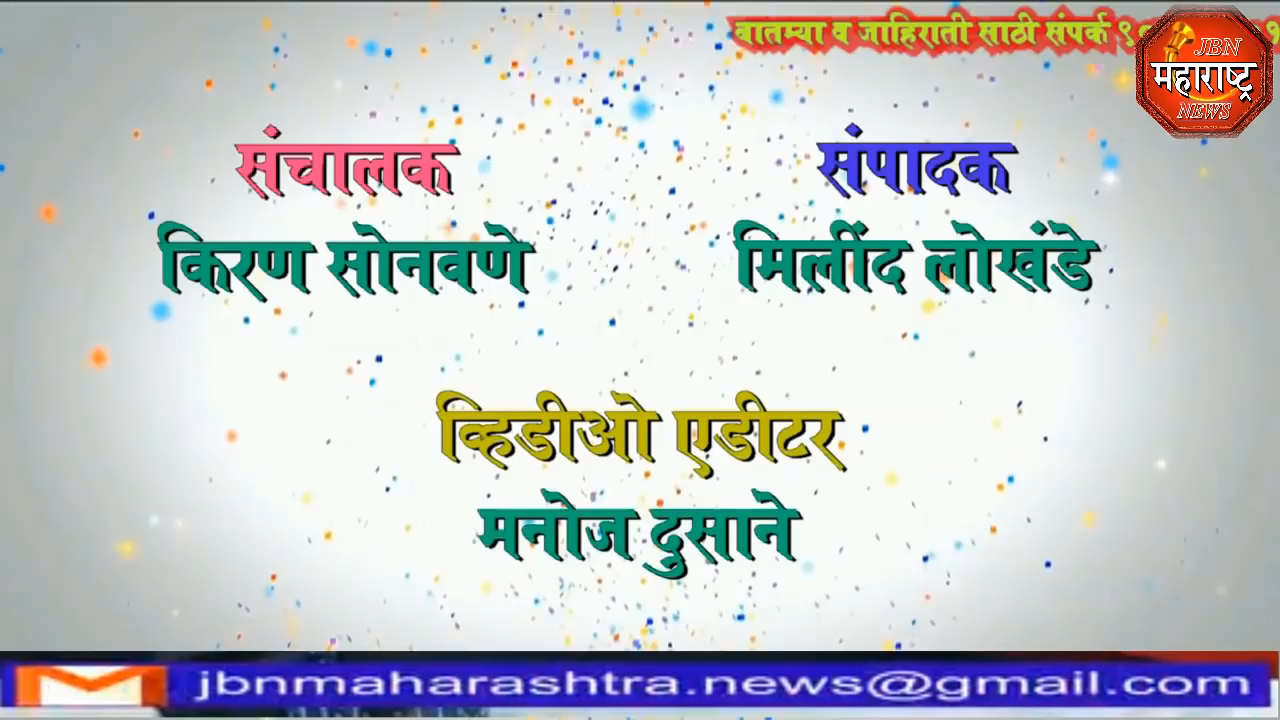 बातम्या व जाहिराती साठी संपर्क
JBN
महाराष्ट्र
NEWS
संचालक
किरण सोनवणे
संपादक
मिलींद लोखंडे
व्हिडीओ एडीटर
मनोज दुसाने
jbnmaharashtra.news@gmail.com